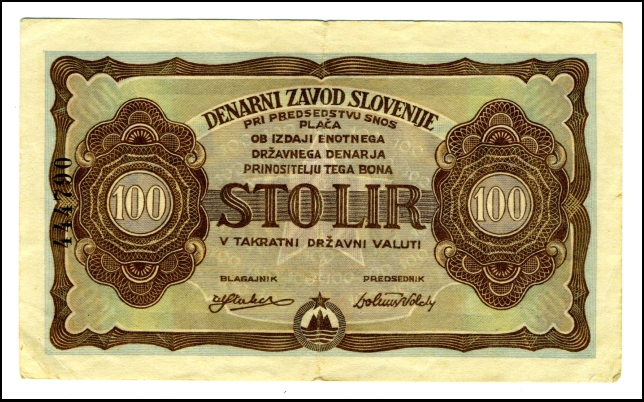 DENARNI ZAVOD SLOVENIJE
PRI PREDSEDSTVU SNOS
PLAČA
OB IZDAJI ENOTNEGA
DRŽAVNEGA DENARJA
PRINOSITELJU TEGA BONA
100 STO LIR 100
V TAKRATNI DRŽAVNI VALUTI
BLAGAJNIK PREDSEDNIK